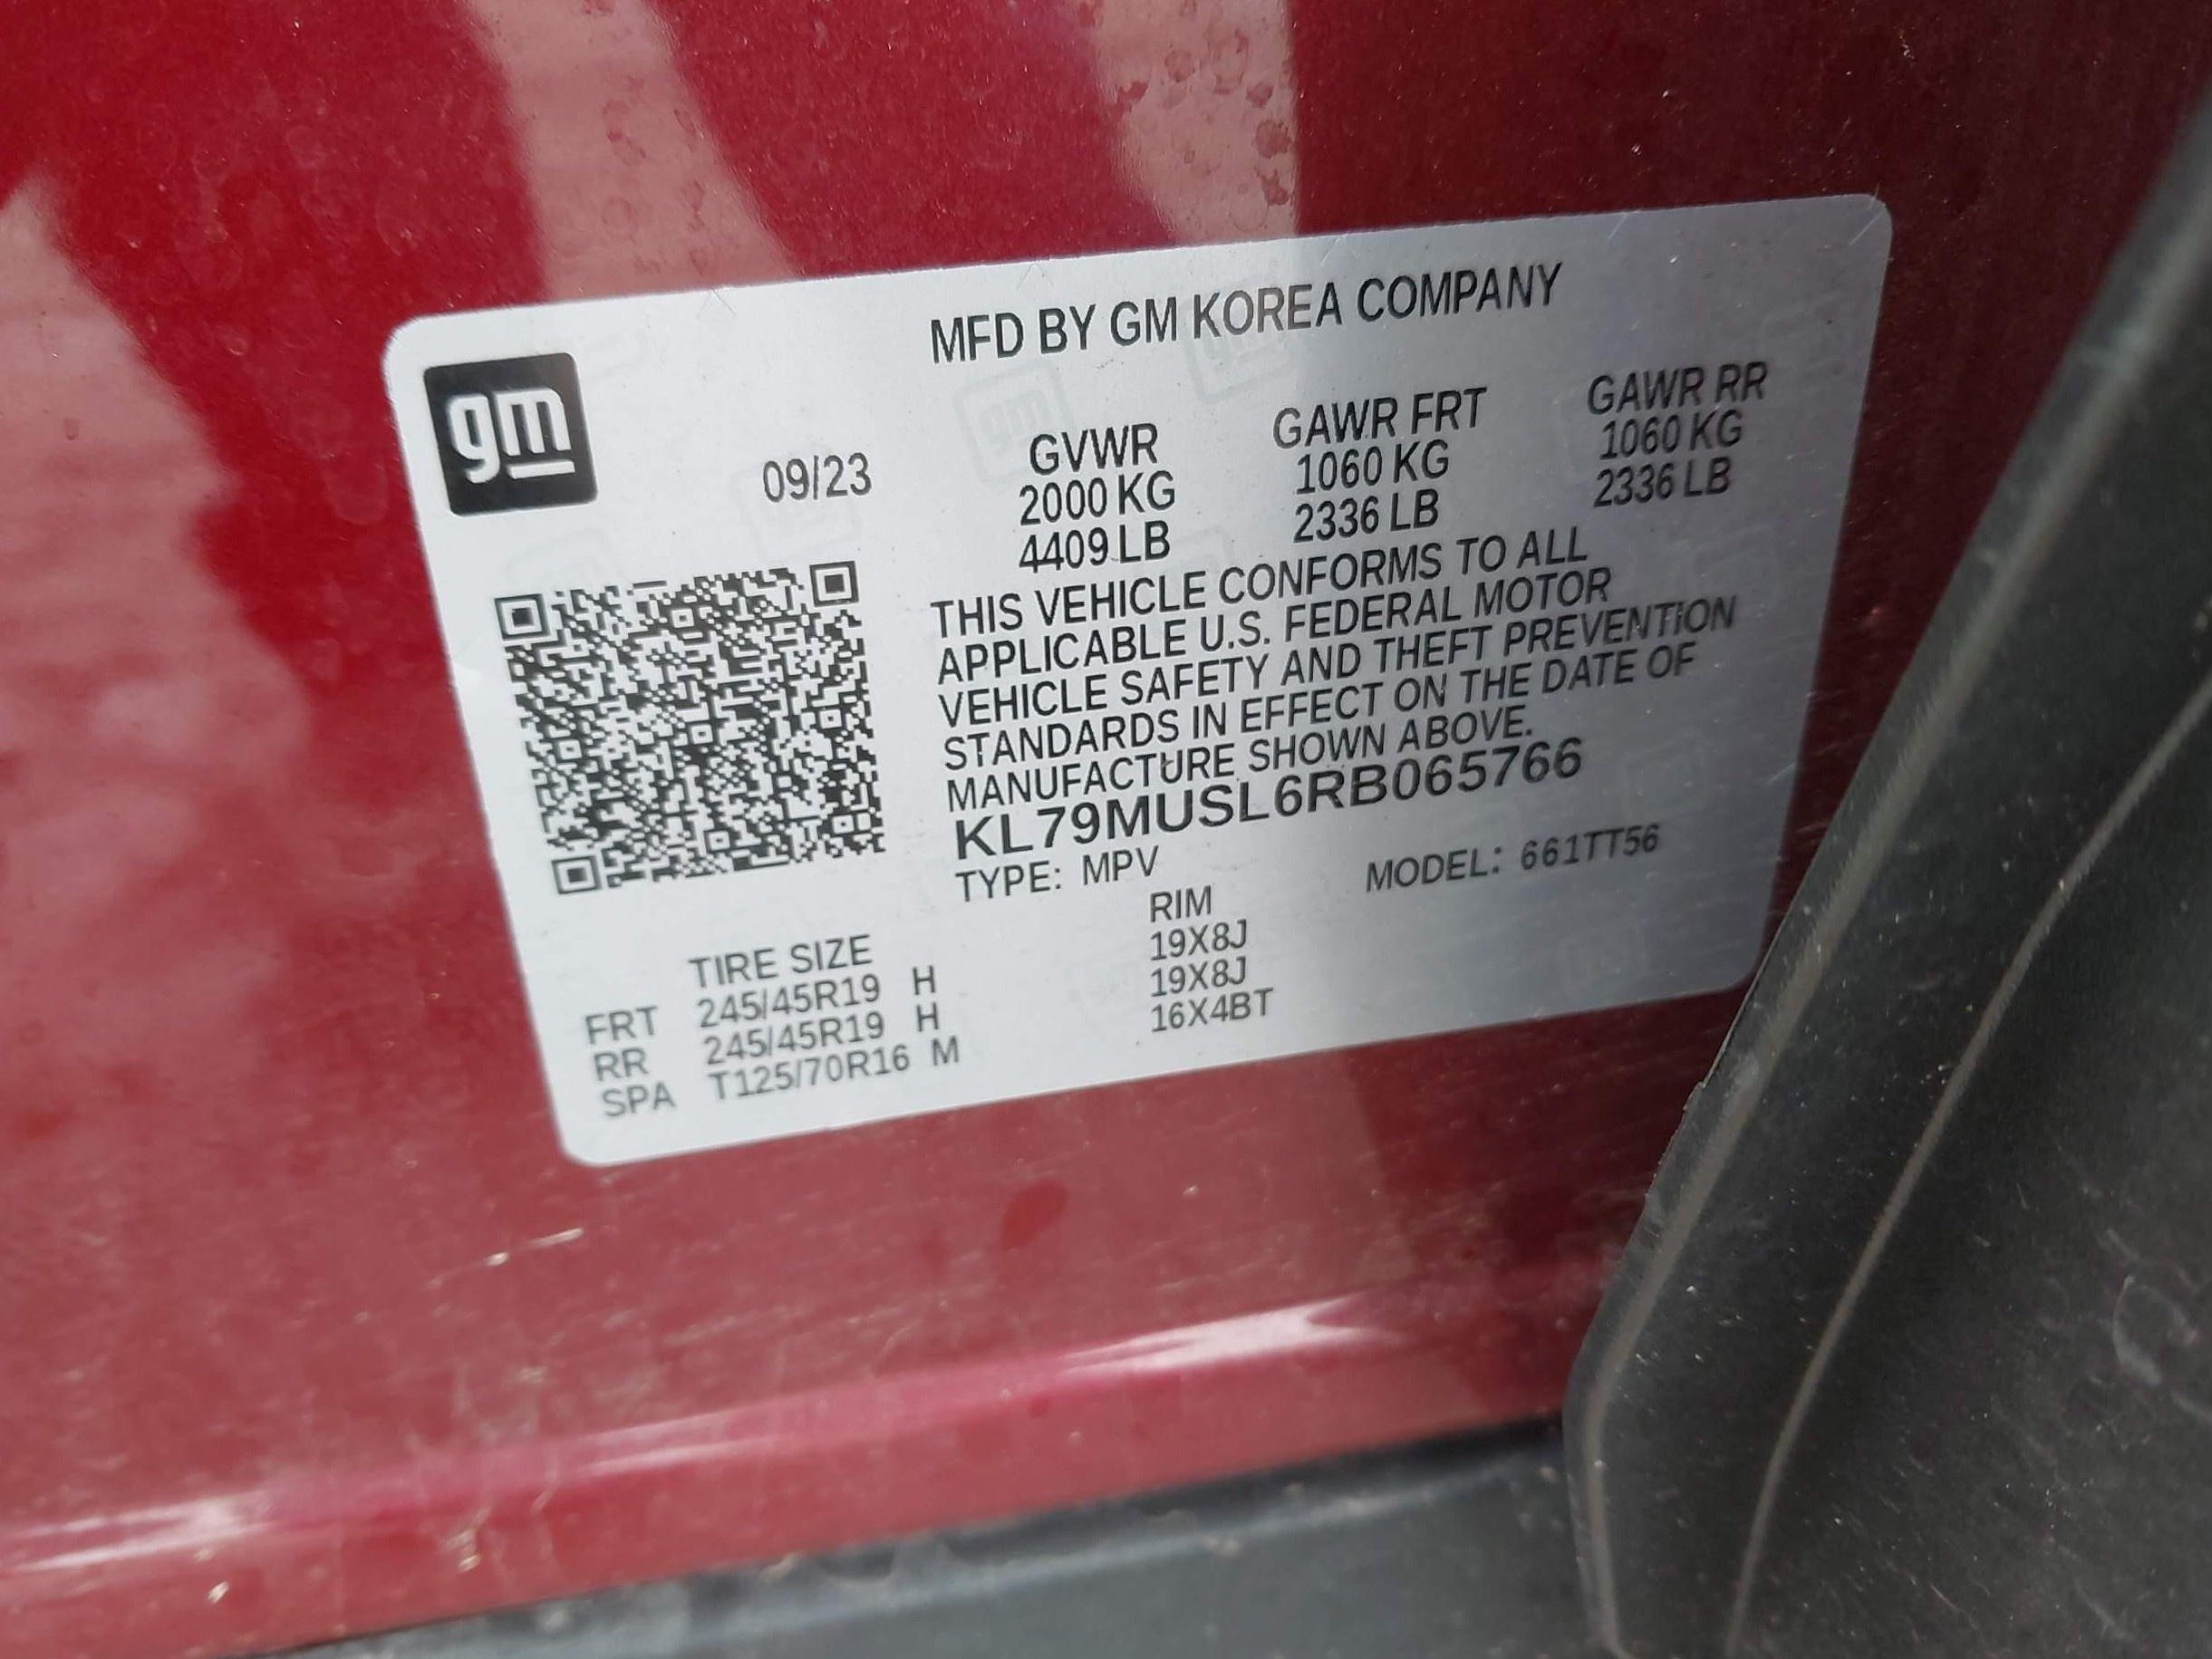 MFD BY GM KOREA COMPANY
gm
09/23
GVWR
2000 KG
4409 LB
GAWR FRT
1060 KG
2336 LB
GAWR RR
1060 KG
2336 LB
THIS VEHICLE CONFORMS TO ALL
APPLICABLE U.S. FEDERAL MOTOR
VEHICLE SAFETY AND THEFT PREVENTION
STANDARDS IN EFFECT ON THE DATE OF
MANUFACTURE SHOWN ABOVE.
KL79MUSL6RB065766
TYPE: MPV MODEL: 661TT56
TIRE SIZE RIM
FRT 245/45R19 H 19X8J
RR 245/45R19 H 19X8J
SPA T125/70R16 M 16X4BT